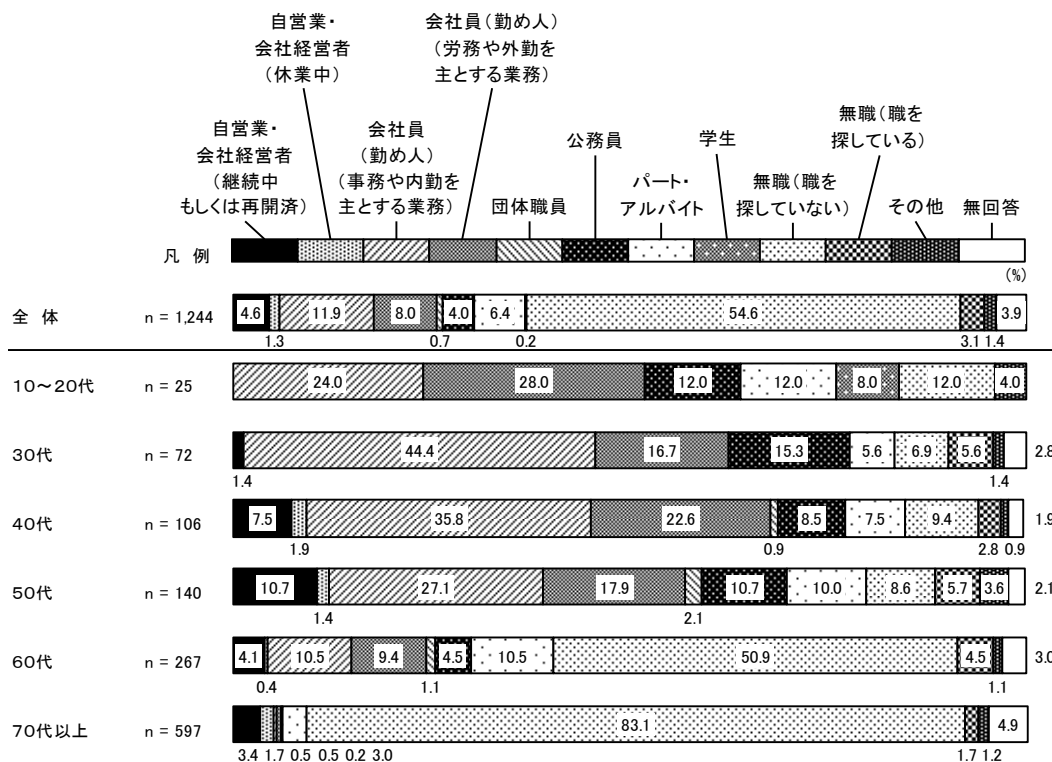 自営業・
会社経営者
（継続中
もしくは再開済）
自営業・
会社経営者
（休業中）
会社員
（勤め人）
（事務や内勤を
主とする業務）
会社員（勤め人）
（労務や外勤を
主とする業務）
団体職員
公務員
パート・
アルバイト
学生
無職（職を
探していない）
無職（職を
探している）
その他
無回答
凡 例
(%)
全 体 n = 1,244 4.6 11.9 8.0 4.0 6.4 54.6 3.9
1.3 0.7 0.2 3.1 1.4
10～20代 n = 25 24.0 28.0 12.0 12.0 8.0 12.0 4.0
30代 n = 72 44.4 16.7 15.3 5.6 6.9 5.6 2.8
1.4 1.4
40代 n = 106 7.5 35.8 22.6 8.5 7.5 9.4 1.9
1.9 0.9 2.8 0.9
50代 n = 140 10.7 27.1 17.9 10.7 10.0 8.6 5.7 3.6 2.1
1.4 2.1
60代 n = 267 4.1 10.5 9.4 4.5 10.5 50.9 4.5 3.0
0.4 1.1 1.1
70代以上 n = 597 83.1 4.9
3.4 1.7 0.5 0.5 0.2 3.0 1.7 1.2